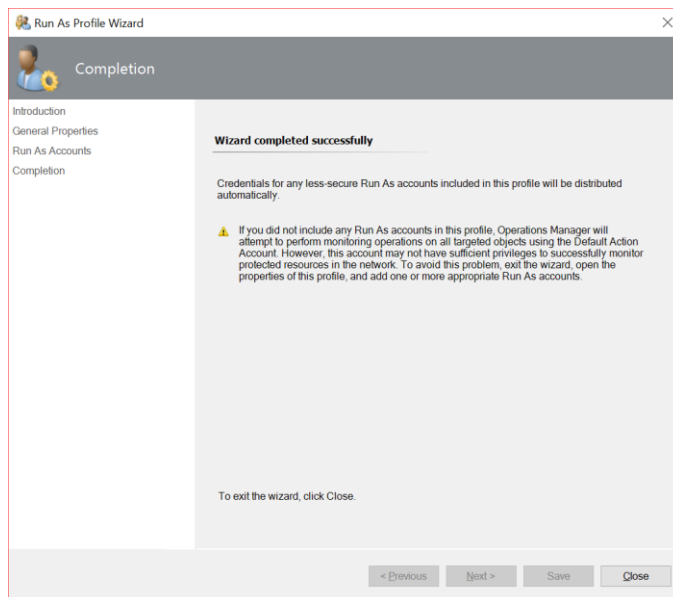 Run As Profile Wizard
Completion
Introduction
General Properties
Run As Accounts
Completion
Wizard completed successfully
Credentials for any less-secure Run As accounts included in this profile will be distributed
automatically.
If you did not include any Run As accounts in this profile, Operations Manager will
attempt to perform monitoring operations on all targeted objects using the Default Action
Account. However, this account may not have sufficient privileges to successfully monitor
protected resources in the network. To avoid this problem, exit the wizard, open the
properties of this profile, and add one or more appropriate Run As accounts.
To exit the wizard, click Close.
< Previous
Next >
Save
Close